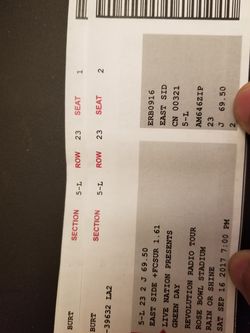 SECTION 5-L ROW 23 SEAT 1
SECTION 5-L ROW 23 SEAT 2
BURT
BURT
-39632 LA2
5-L 23 2 J 69.50
EAST SIDE +FCSUR 1.61
LIVE NATION PRESENTS
GREEN DAY
REVOLUTION RADIO TOUR
ROSE BOWL STADIUM
RAIN OR SHINE
SAT SEP 16 2017 7:00 PM
ERB0916
EAST SID
CN 00321
5-L
AM646ZIP
23
J 69.50
2